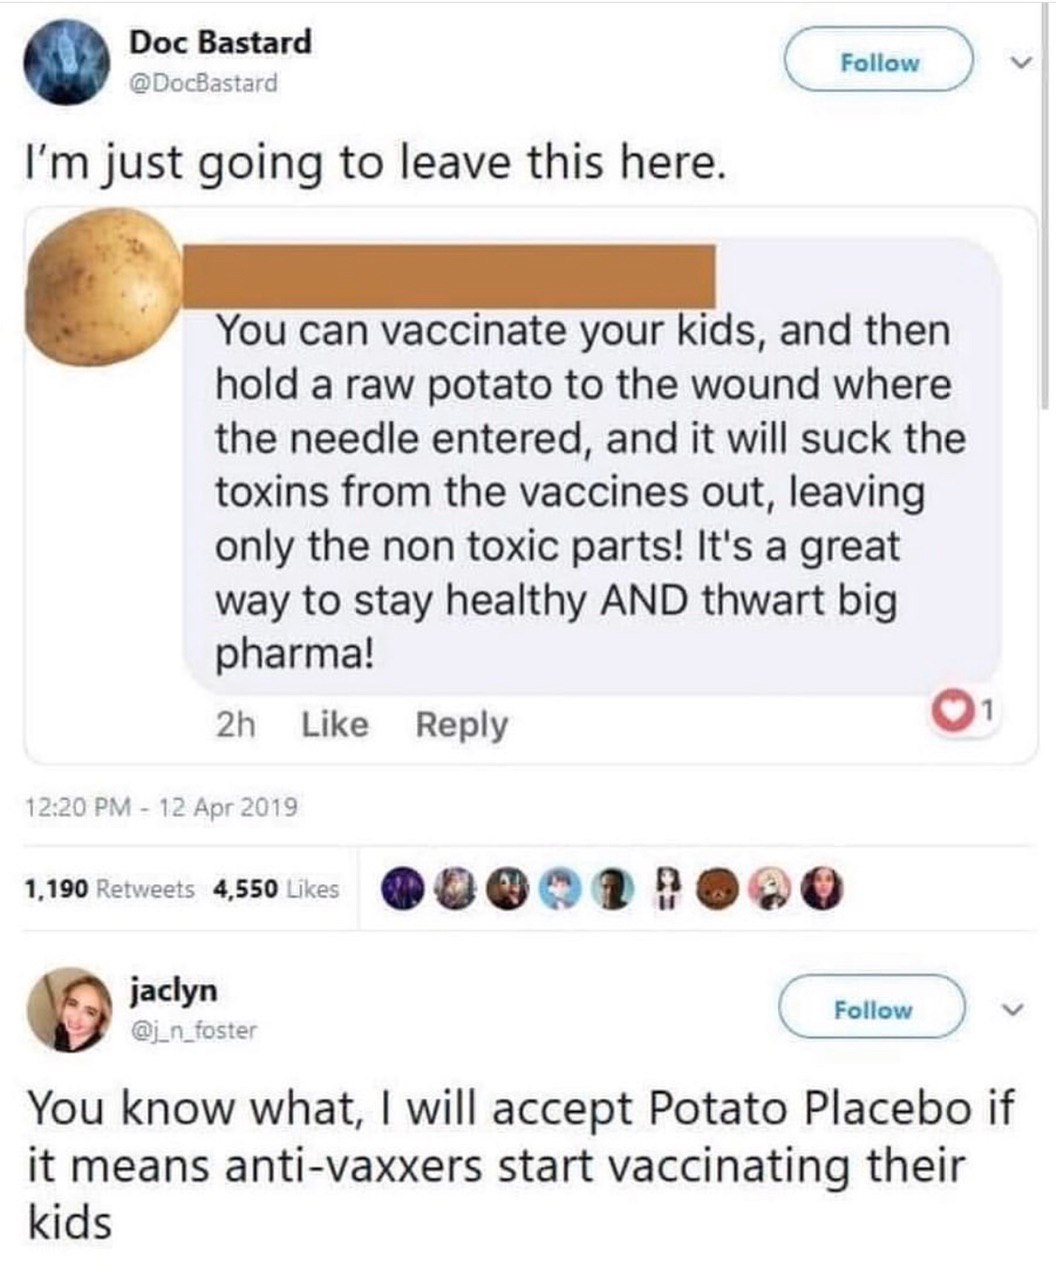 Doc Bastard
@DocBastard
Follow
I'm just going to leave this here.
You can vaccinate your kids, and then
hold a raw potato to the wound where
the needle entered, and it will suck the
toxins from the vaccines out, leaving
only the non toxic parts! It's a great
way to stay healthy AND thwart big
pharma!
2h Like Reply
1
12:20 PM - 12 Apr 2019
1,190 Retweets 4,550 Likes
jaclyn
@j_n_foster
Follow
You know what, I will accept Potato Placebo if
it means anti-vaxxers start vaccinating their
kids